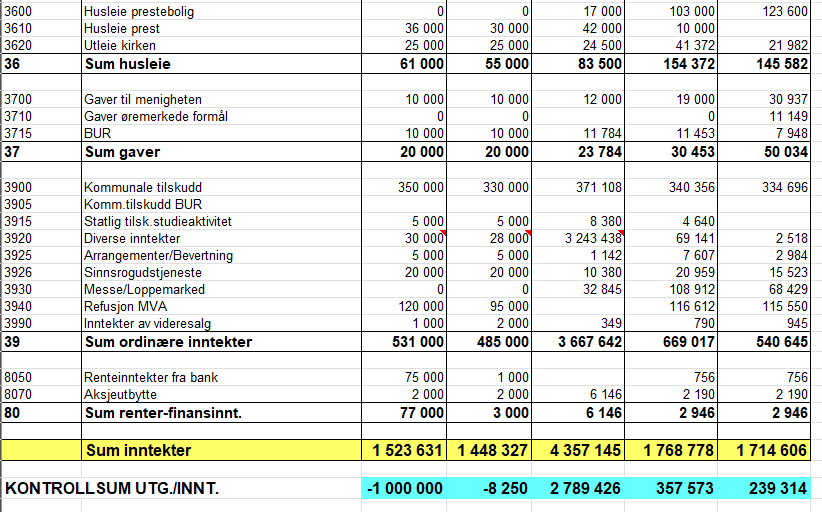 3600 Husleie prestebolig 0 0 17 000 103 000 123 600
3610 Husleie prest 36 000 30 000 42 000 10 000
3620 Utleie kirken 25 000 25 000 24 500 41 372 21 982
36 Sum husleie 61 000 55 000 83 500 154 372 145 582
3700 Gaver til menigheten 10 000 10 000 12 000 19 000 30 937
3710 Gaver øremerkede formål 0 0 11 149
3715 BUR 10 000 10 000 11 784 11 453 7 948
37 Sum gaver 20 000 20 000 23 784 30 453 50 034
3900 Kommunale tilskudd 350 000 330 000 371 108 340 356 334 696
3905 Komm.tilskudd BUR
3915 Statlig tilsk.studieaktivitet 5 000 5 000 8 380 4 640
3920 Diverse inntekter 30 000 28 000 3 243 438 69 141 2 518
3925 Arrangementer/Bevertning 5 000 5 000 1 142 7 607 2 984
3926 Sinnsrogudstjeneste 20 000 20 000 10 380 20 959 15 523
3930 Messe/Loppemarked 0 0 32 845 108 912 68 429
3940 Refusjon MVA 120 000 95 000 116 612 115 550
3990 Inntekter av videresalg 1 000 2 000 349 790 945
39 Sum ordinære inntekter 531 000 485 000 3 667 642 669 017 540 645
8050 Renteinntekter fra bank 75 000 1 000 756 756
8070 Aksjeutbytte 2 000 2 000 6 146 2 190 2 190
80 Sum renter-finansinnt. 77 000 3 000 6 146 2 946 2 946
Sum inntekter 1 523 631 1 448 327 4 357 145 1 768 778 1 714 606
KONTROLLSUM UTG./INNT. -1 000 000 -8 250 2 789 426 357 573 239 314